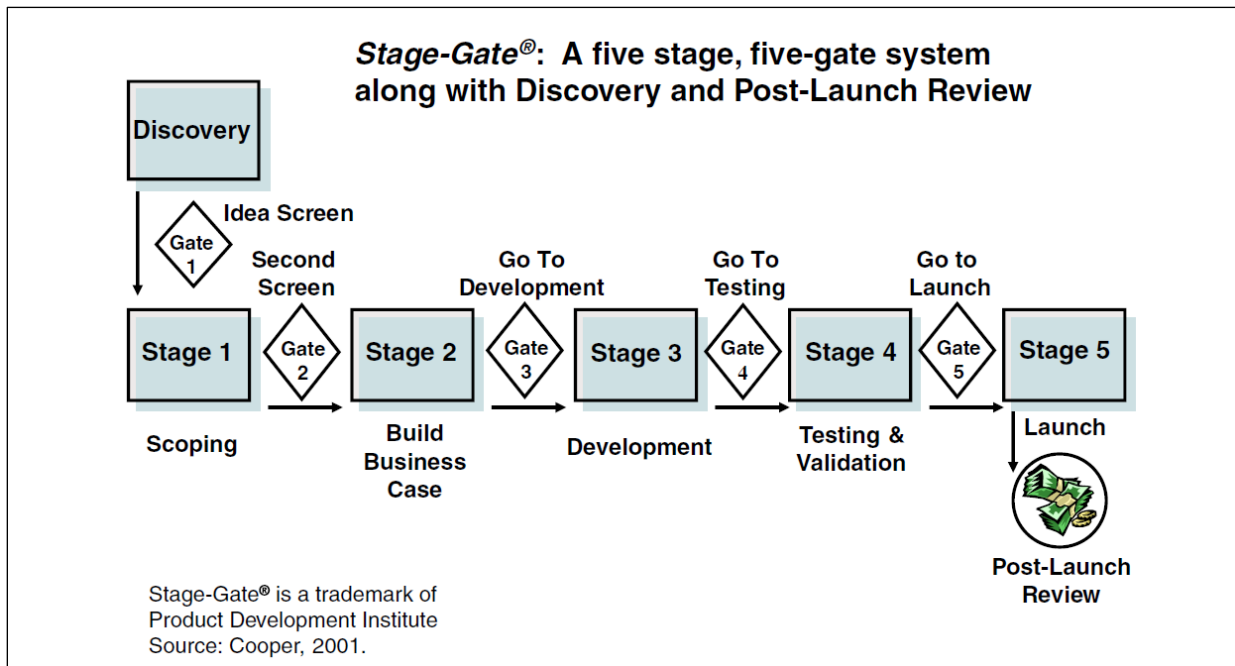 Stage-Gate®: A five stage, five-gate system
along with Discovery and Post-Launch Review
Discovery
Idea Screen
Gate
1
Second
Screen
Go To
Development
Go To
Testing
Go to
Launch
Stage 1
Gate
2
Stage 2
Gate
3
Stage 3
Gate
4
Stage 4
Gate
5
Stage 5
Scoping
Build
Business
Case
Development
Testing &
Validation
Launch
Post-Launch
Review
Stage-Gate® is a trademark of
Product Development Institute
Source: Cooper, 2001.